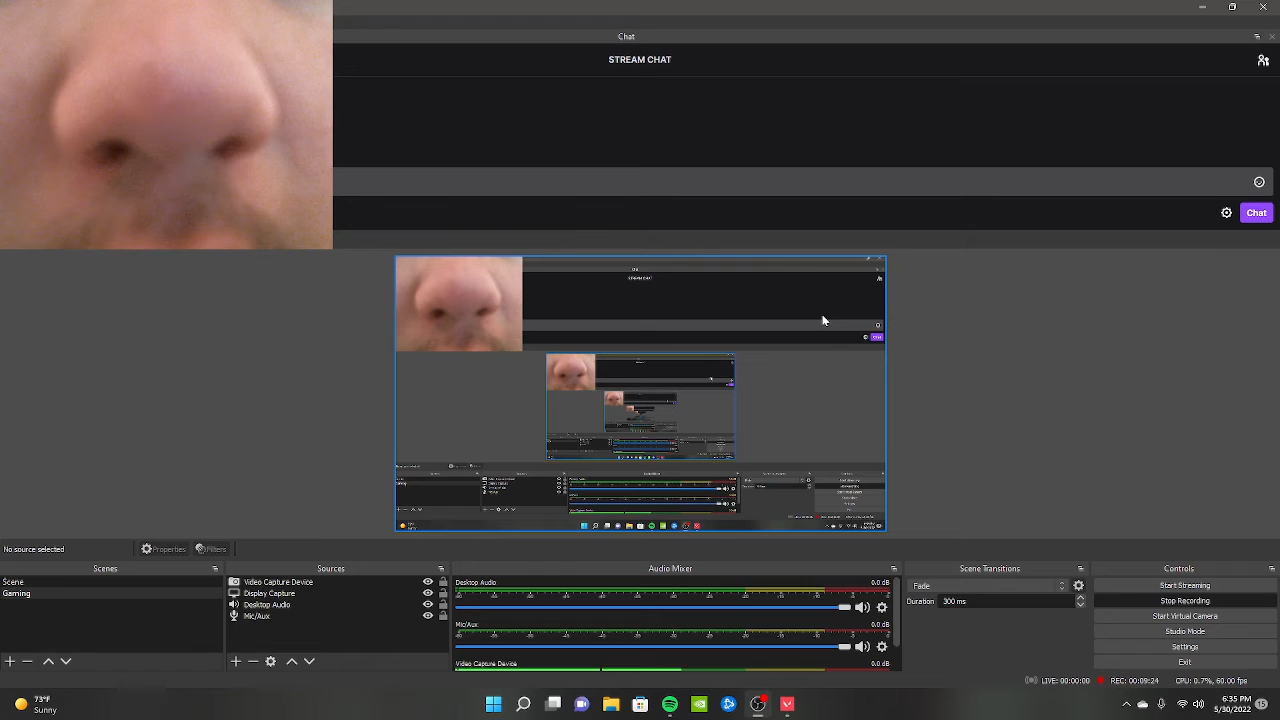 Chat
STREAM CHAT
Chat
STREAM CHAT
Chat
No source selected
Properties
Filters
Scenes
Scene
Gaming
Sources
Video Capture Device
Display Capture
Desktop Audio
Mic/Aux
Audio Mixer
Desktop Audio 0.0 dB
Mic/Aux 0.0 dB
Video Capture Device
Scene Transitions
Fade
Duration 300 ms
Controls
Start Streaming
Stop Recording
Start Virtual Camera
Studio Mode
Settings
Exit
LIVE: 00:00:00 REC: 00:09:24 CPU: 0.7%, 60.00 fps
73°F
Sunny
6:35 PM
5/30/2022